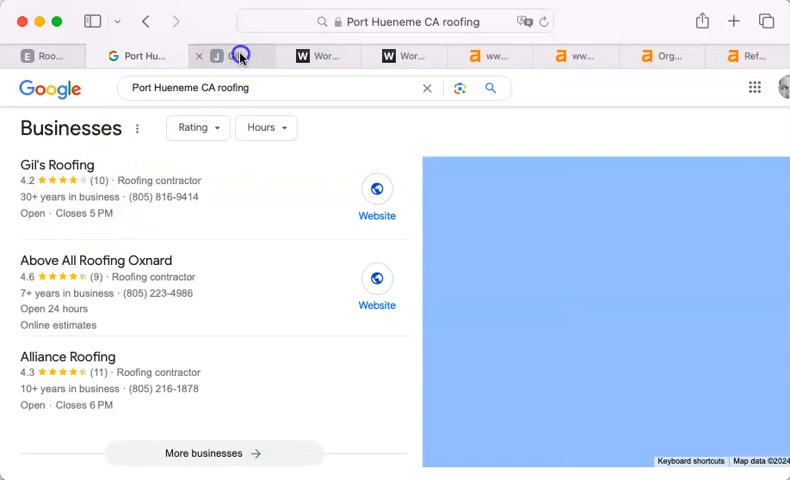 Port Hueneme CA roofing
E Roo...
Port Hu...
J
W Wor...
W Wor...
a ww...
a ww...
a Org...
a Ref...
Google
Port Hueneme CA roofing
Businesses
Rating
Hours
Gil's Roofing
4.2 (10) · Roofing contractor
30+ years in business · (805) 816-9414
Open · Closes 5 PM
Website
Above All Roofing Oxnard
4.6 (9) · Roofing contractor
7+ years in business · (805) 223-4986
Open 24 hours
Online estimates
Website
Alliance Roofing
4.3 (11) · Roofing contractor
10+ years in business · (805) 216-1878
Open · Closes 6 PM
More businesses
Keyboard shortcuts
Map data ©2024